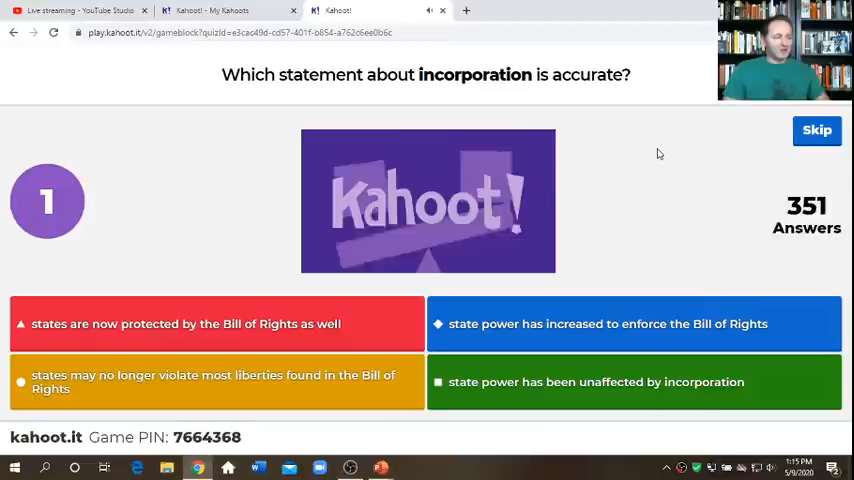 Live streaming - YouTube Studio
Kahoot! - My Kahoots
Kahoot!
play.kahoot.it/v2/gameblock?quizId=e3cac49d-cd57-401f-b854-a762c6ee0b6c
Which statement about incorporation is accurate?
Skip
Kahoot!
1
351
Answers
states are now protected by the Bill of Rights as well
state power has increased to enforce the Bill of Rights
states may no longer violate most liberties found in the Bill of
Rights
state power has been unaffected by incorporation
kahoot.it Game PIN: 7664368
1:15 PM
5/9/2020